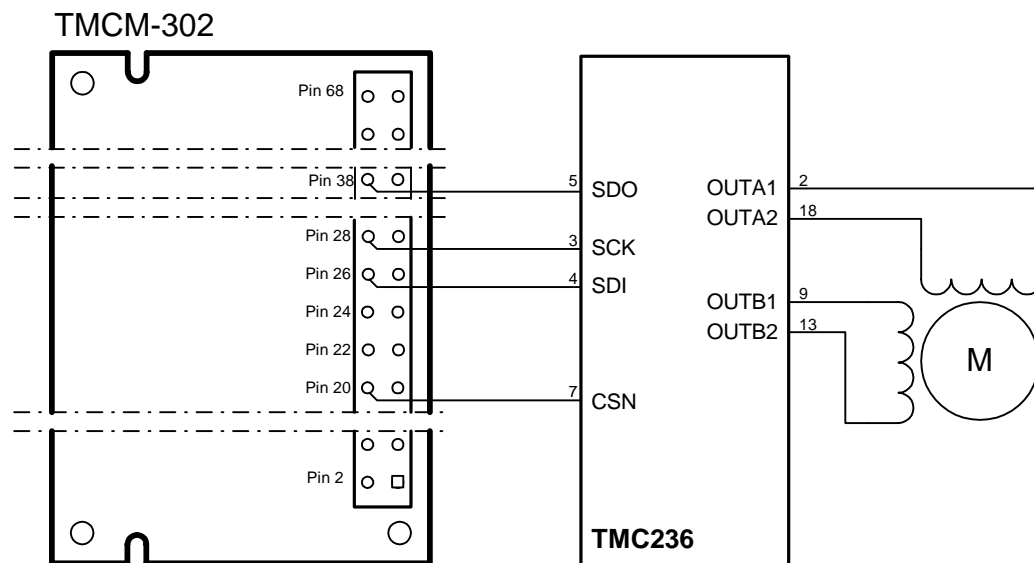 TMCM-302
Pin 68
Pin 38
Pin 28
Pin 26
Pin 24
Pin 22
Pin 20
Pin 2
5 SDO
3 SCK
4 SDI
7 CSN
OUTA1 2
OUTA2 18
OUTB1 9
OUTB2 13
M
TMC236